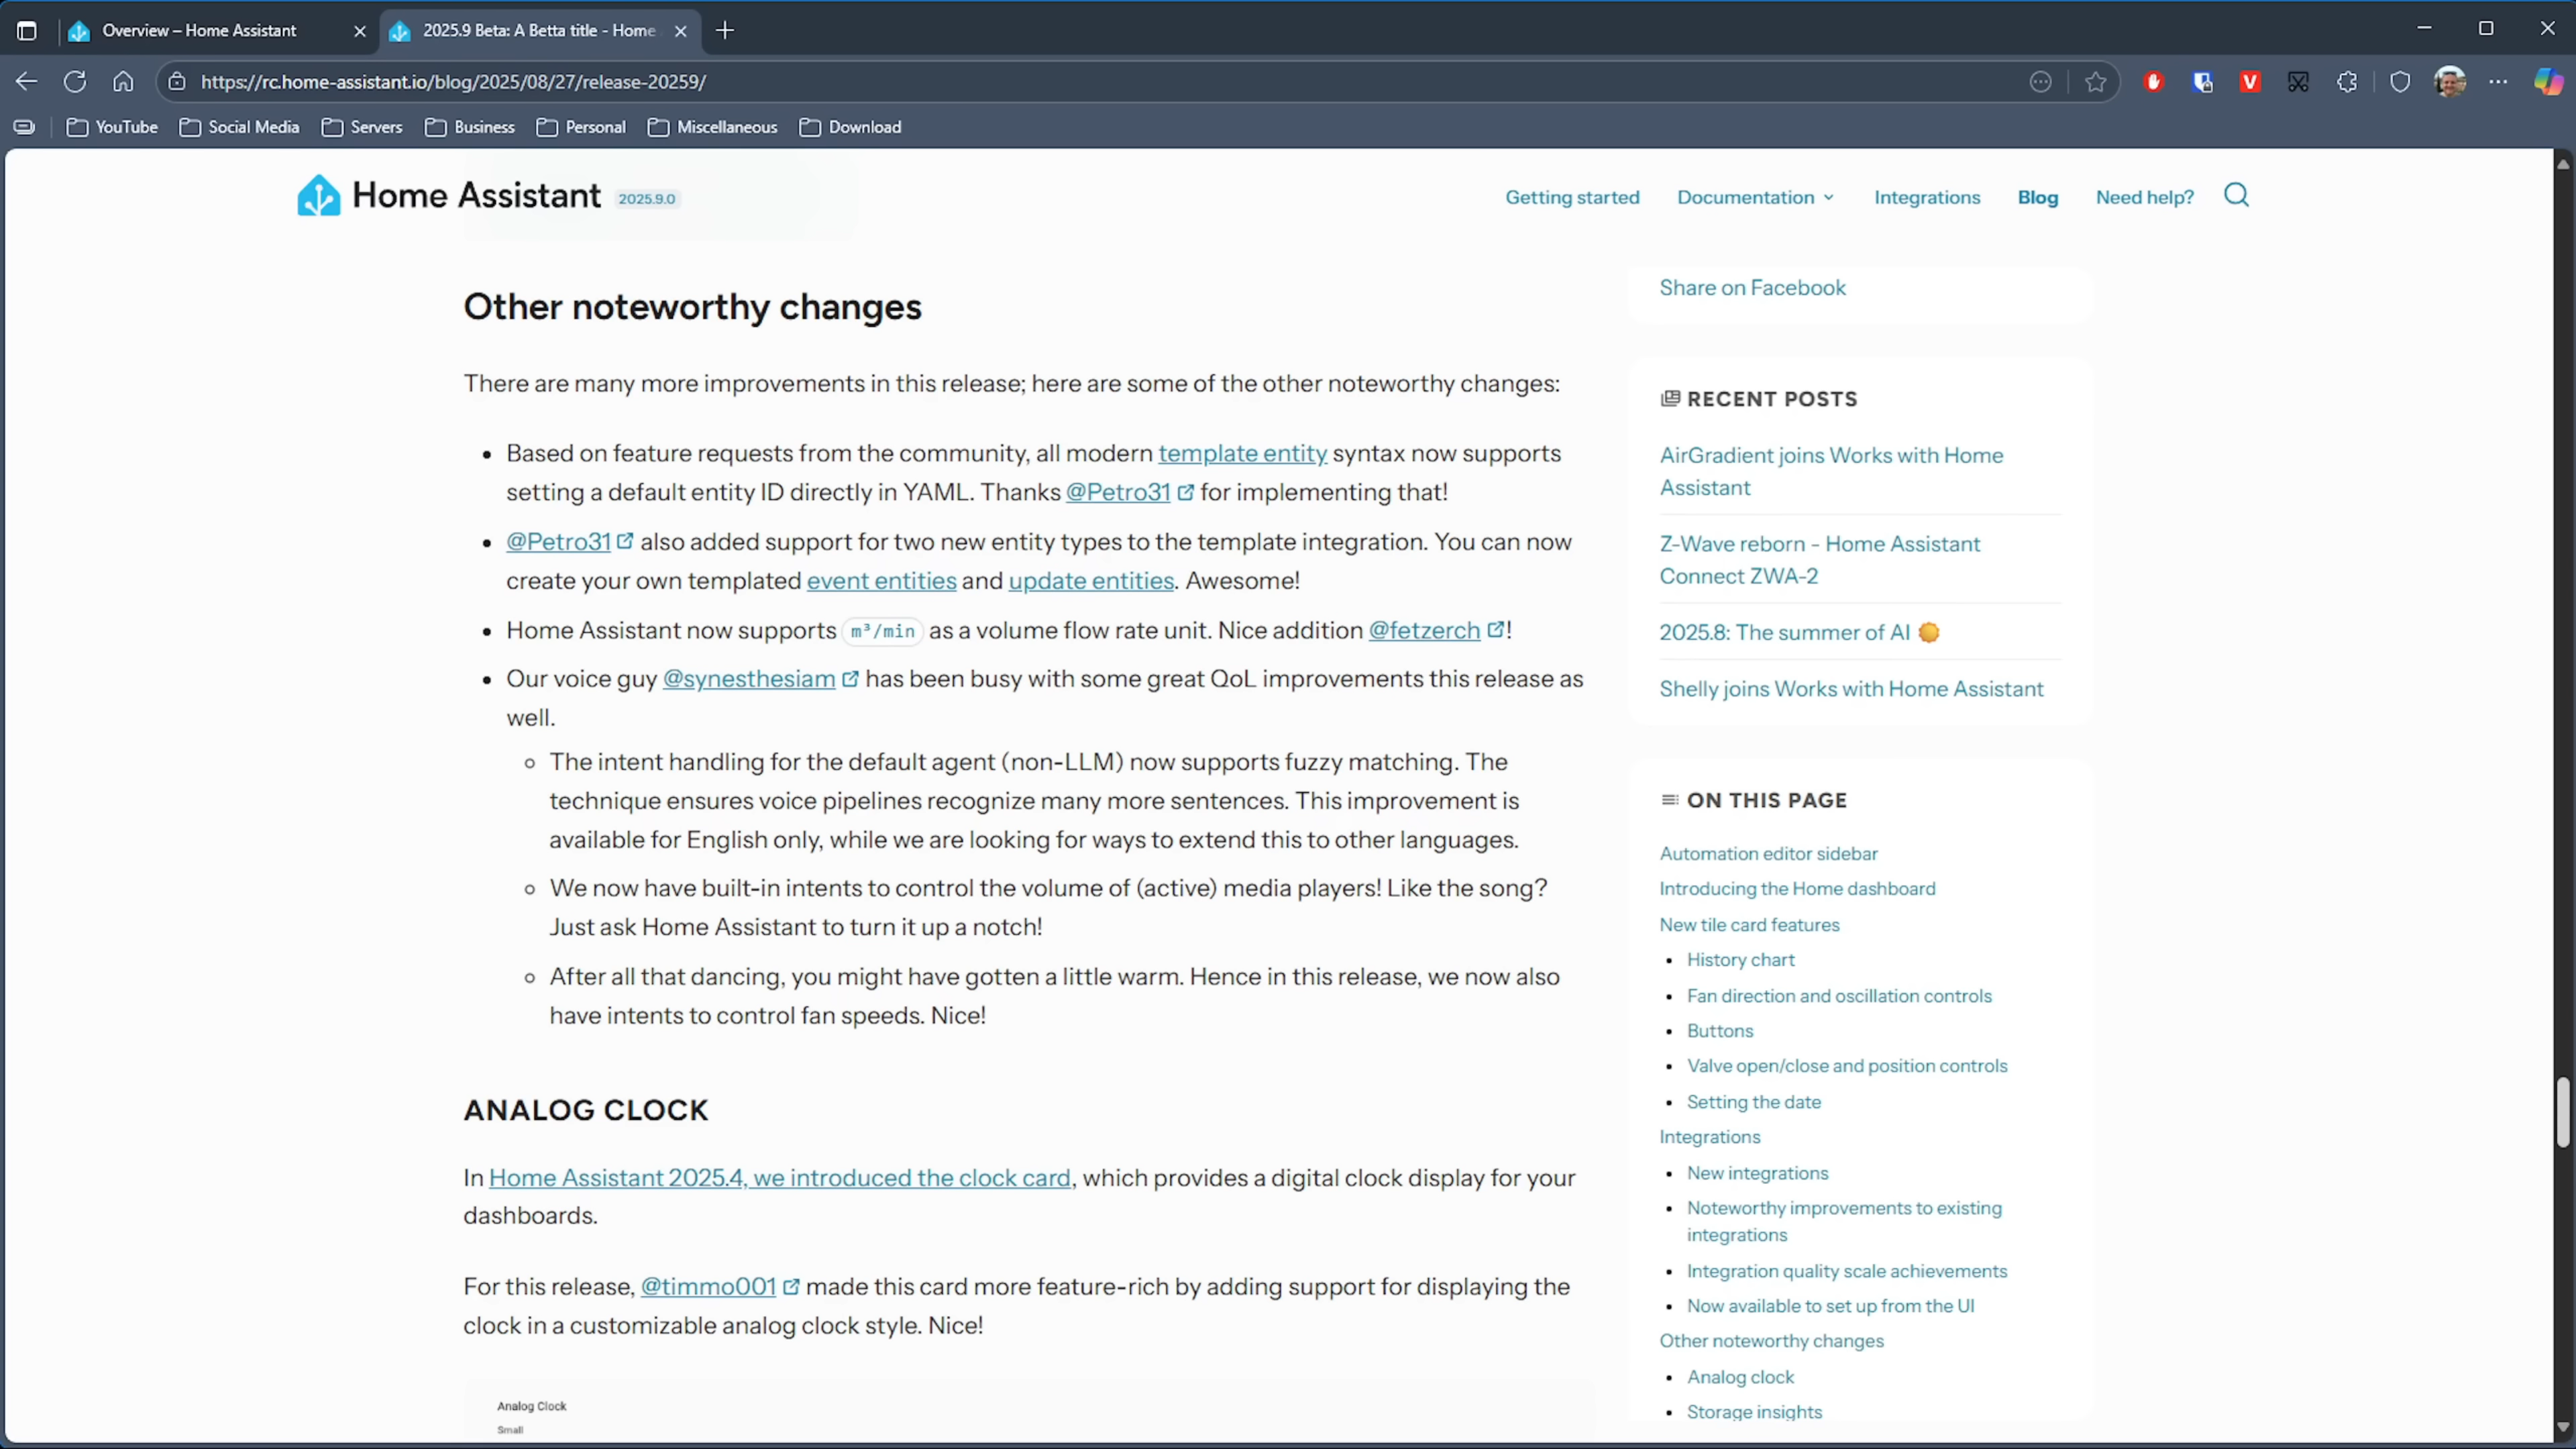 Overview – Home Assistant
2025.9 Beta: A Betta title - Home
https://rc.home-assistant.io/blog/2025/08/27/release-20259/
YouTube
Social Media
Servers
Business
Personal
Miscellaneous
Download
Home Assistant 2025.9.0
Getting started
Documentation
Integrations
Blog
Need help?
Other noteworthy changes
There are many more improvements in this release; here are some of the other noteworthy changes:
• Based on feature requests from the community, all modern template entity syntax now supports
setting a default entity ID directly in YAML. Thanks @Petro31 for implementing that!
• @Petro31 also added support for two new entity types to the template integration. You can now
create your own templated event entities and update entities. Awesome!
• Home Assistant now supports m³/min as a volume flow rate unit. Nice addition @fetzerch!
• Our voice guy @synesthesiam has been busy with some great QoL improvements this release as
well.
◦ The intent handling for the default agent (non-LLM) now supports fuzzy matching. The
technique ensures voice pipelines recognize many more sentences. This improvement is
available for English only, while we are looking for ways to extend this to other languages.
◦ We now have built-in intents to control the volume of (active) media players! Like the song?
Just ask Home Assistant to turn it up a notch!
◦ After all that dancing, you might have gotten a little warm. Hence in this release, we now also
have intents to control fan speeds. Nice!
ANALOG CLOCK
In Home Assistant 2025.4, we introduced the clock card, which provides a digital clock display for your
dashboards.
For this release, @timmo001 made this card more feature-rich by adding support for displaying the
clock in a customizable analog clock style. Nice!
Analog Clock
Small
Share on Facebook
RECENT POSTS
AirGradient joins Works with Home
Assistant
Z-Wave reborn - Home Assistant
Connect ZWA-2
2025.8: The summer of AI
Shelly joins Works with Home Assistant
ON THIS PAGE
Automation editor sidebar
Introducing the Home dashboard
New tile card features
• History chart
• Fan direction and oscillation controls
• Buttons
• Valve open/close and position controls
• Setting the date
Integrations
• New integrations
• Noteworthy improvements to existing
integrations
• Integration quality scale achievements
• Now available to set up from the UI
Other noteworthy changes
• Analog clock
• Storage insights